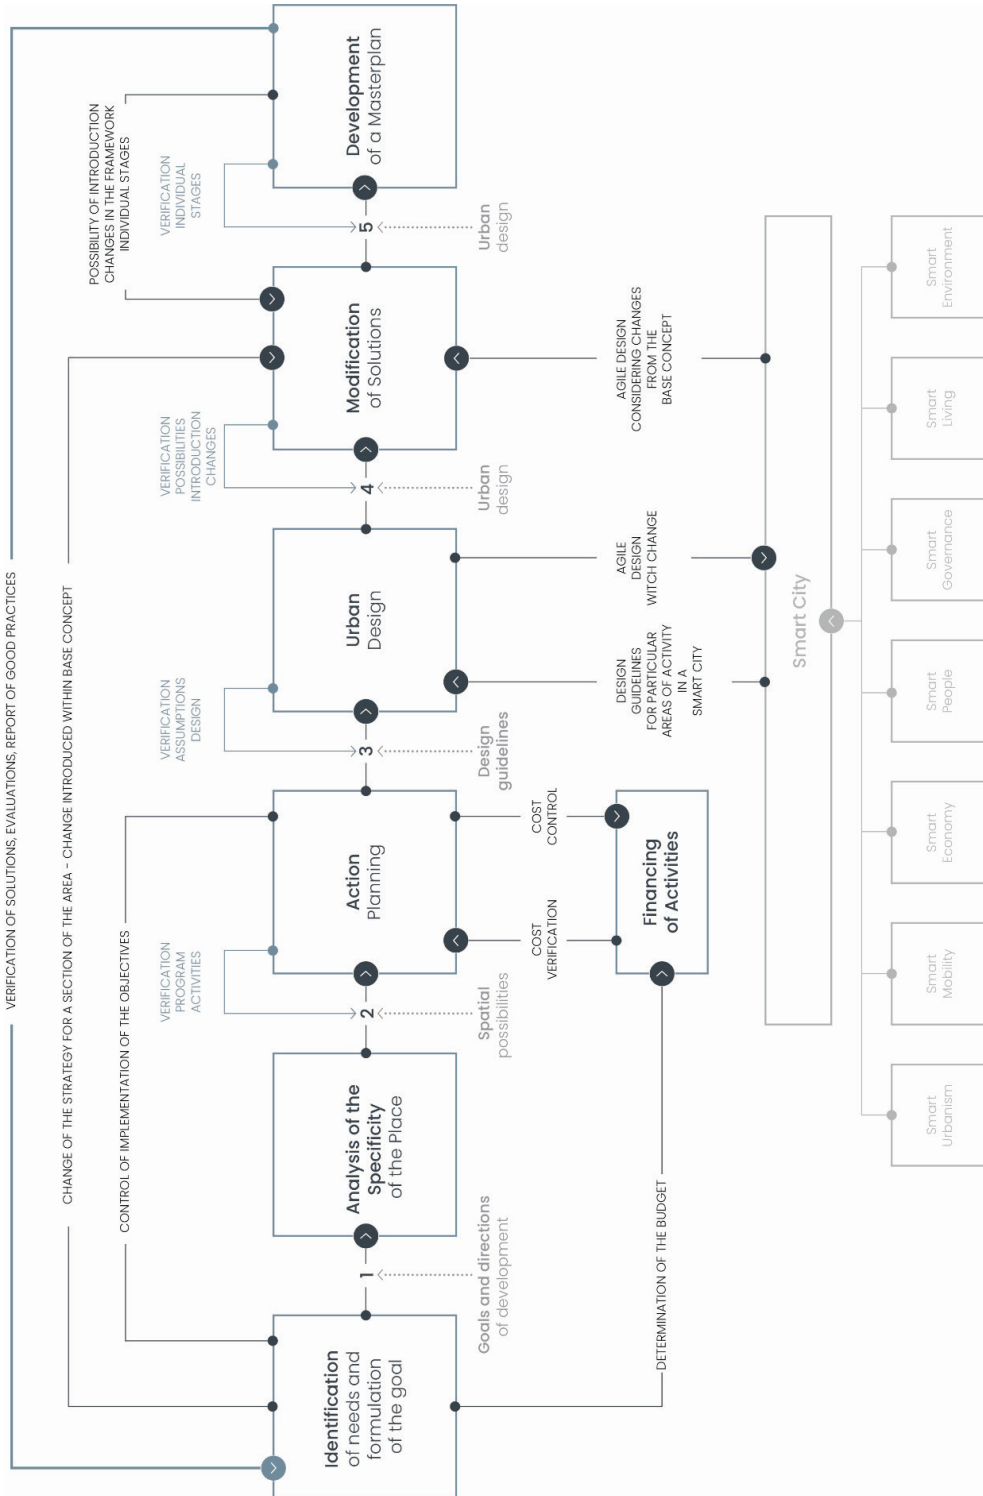 VERIFICATION OF SOLUTIONS, EVALUATIONS, REPORT OF GOOD PRACTICES
CHANGE OF THE STRATEGY FOR A SECTION OF THE AREA - CHANGE INTRODUCED WITHIN BASE CONCEPT
CONTROL OF IMPLEMENTATION OF THE OBJECTIVES
POSSIBILITY OF INTRODUCTION
CHANGES IN THE FRAMEWORK
INDIVIDUAL STAGES
VERIFICATION
PROGRAM
ACTIVITIES
VERIFICATION
ASSUMPTIONS
DESIGN
VERIFICATION
POSSIBILITIES
INTRODUCTION
CHANGES
VERIFICATION
INDIVIDUAL
STAGES
Identification
of needs and
formulation
of the goal
1
Analysis of the
Specificity
of the Place
2
Action
Planning
3
Urban
Design
4
Modification
of Solutions
5
Development
of a Masterplan
Goals and directions
of development
Spatial
possibilities
Design
guidelines
Urban
design
Urban
design
COST
VERIFICATION
COST
CONTROL
DESIGN
GUIDELINES
FOR PARTICULAR
AREAS OF ACTIVITY
IN A
SMART CITY
AGILE
DESIGN
WITCH CHANGE
AGILE DESIGN
CONSIDERING CHANGES
FROM THE
BASE CONCEPT
DETERMINATION OF THE BUDGET
Financing
of Activities
Smart City
Smart
Urbanism
Smart
Mobility
Smart
Economy
Smart
People
Smart
Governance
Smart
Living
Smart
Environment